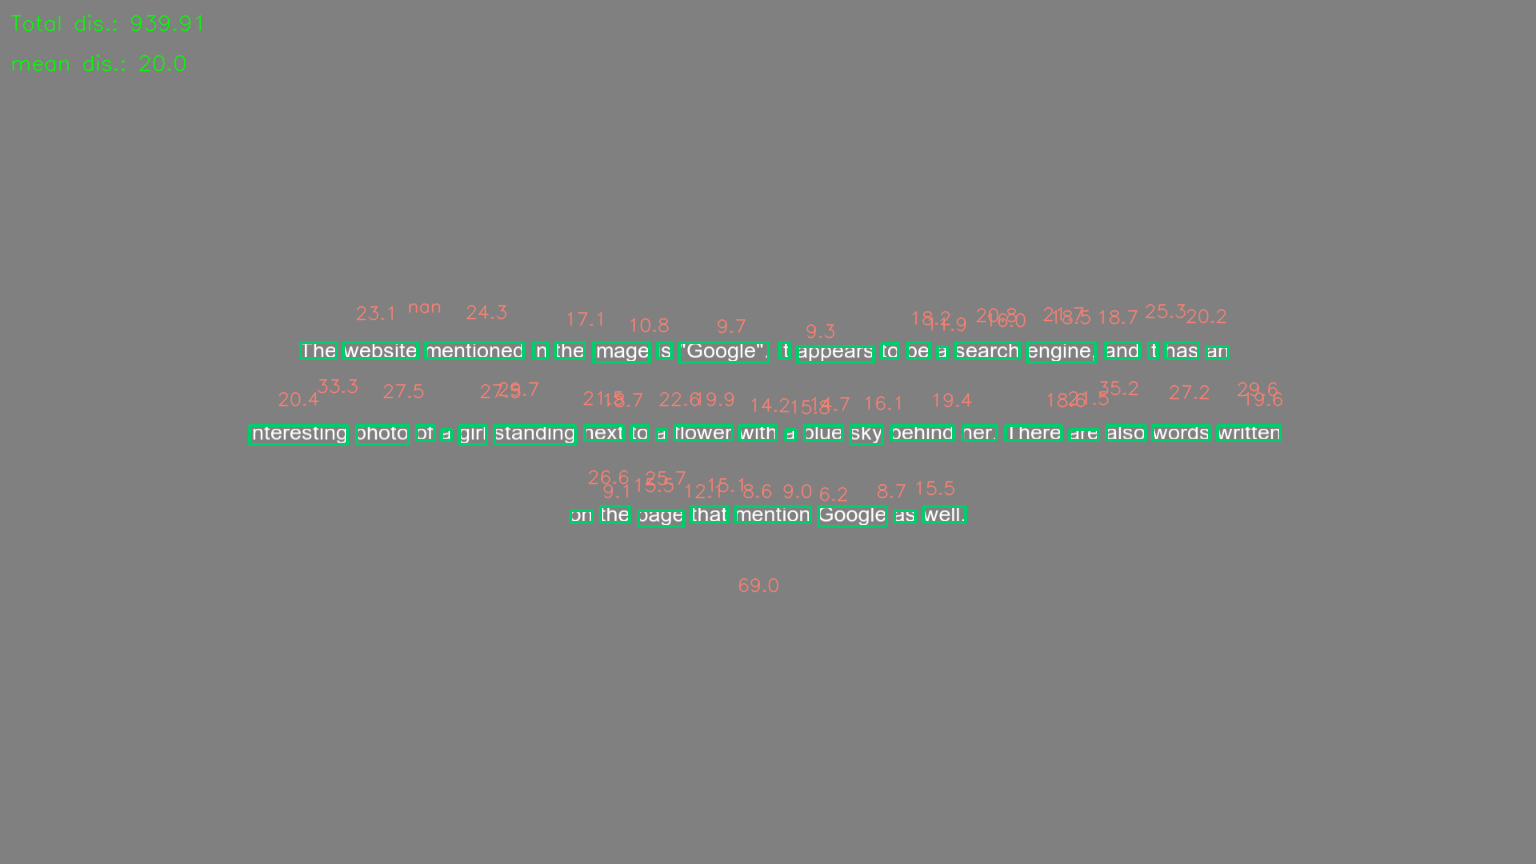 Total dis.: 939.91
mean dis.: 20.0
23.1 nan 24.3 17.1 10.8 9.7 9.3 18.2 11.9 20.8 16.0 21.7 18.5 18.7 25.3 20.2
The website mentioned in the image is "Google". It appears to be a search engine, and it has an
20.4 33.3 27.5 27.5 29.7 18.7 22.6 19.9 14.2 15.8 14.7 16.1 19.4 18.6 21.5 35.2 27.2 29.6 19.6
interesting photo of a girl standing next to a flower with a blue sky behind her. There are also words written
26.6 9.1 15.5 25.7 12.1 15.1 8.6 9.0 6.2 8.7 15.5
on the page that mention Google as well.
69.0